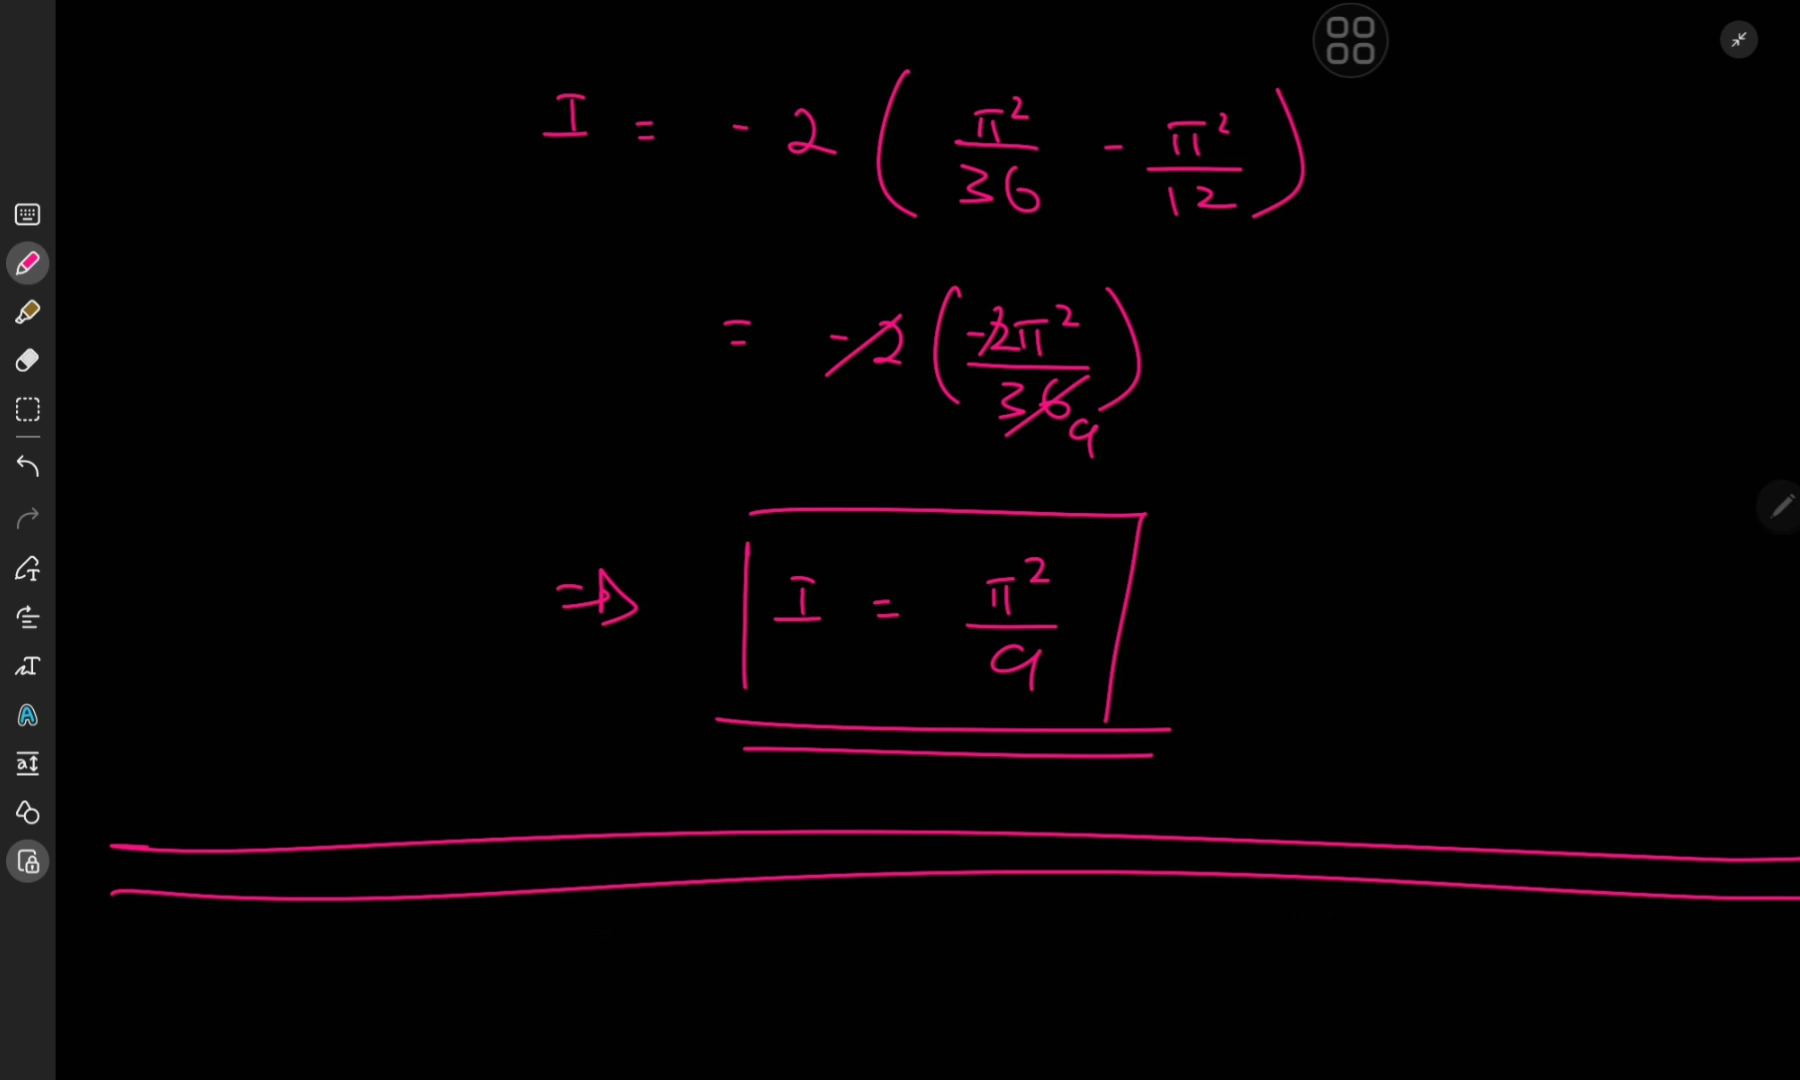 I = - 2 ( π² / 36 - π² / 12 )
= - 2 ( -2π² / 36 9 )
⇒ I = π² / 9